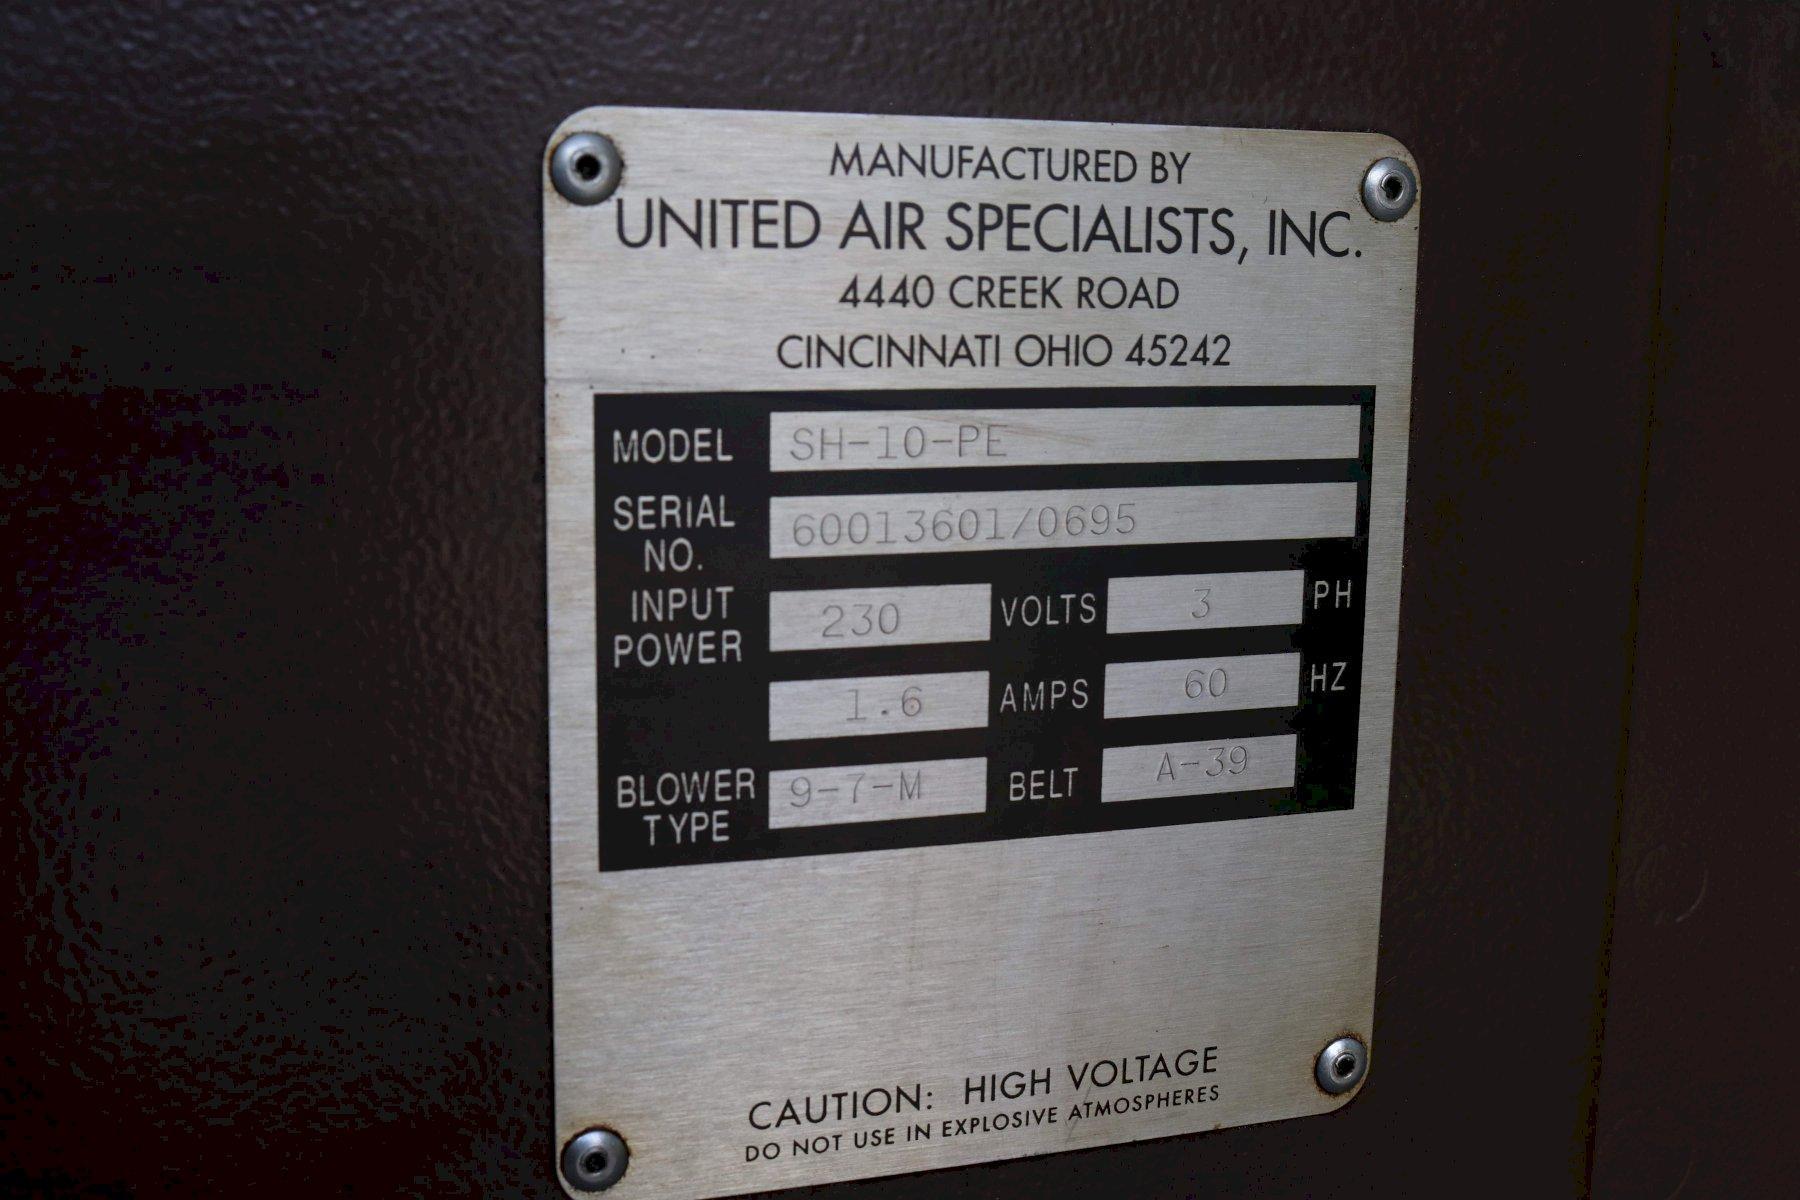 MANUFACTURED BY
UNITED AIR SPECIALISTS, INC.
4440 CREEK ROAD
CINCINNATI OHIO 45242
MODEL SH-10-PE
SERIAL NO. 60013601/0695
INPUT POWER 230 VOLTS 3 PH
1.6 AMPS 60 HZ
BLOWER TYPE 9-7-M BELT A-39
CAUTION: HIGH VOLTAGE
DO NOT USE IN EXPLOSIVE ATMOSPHERES